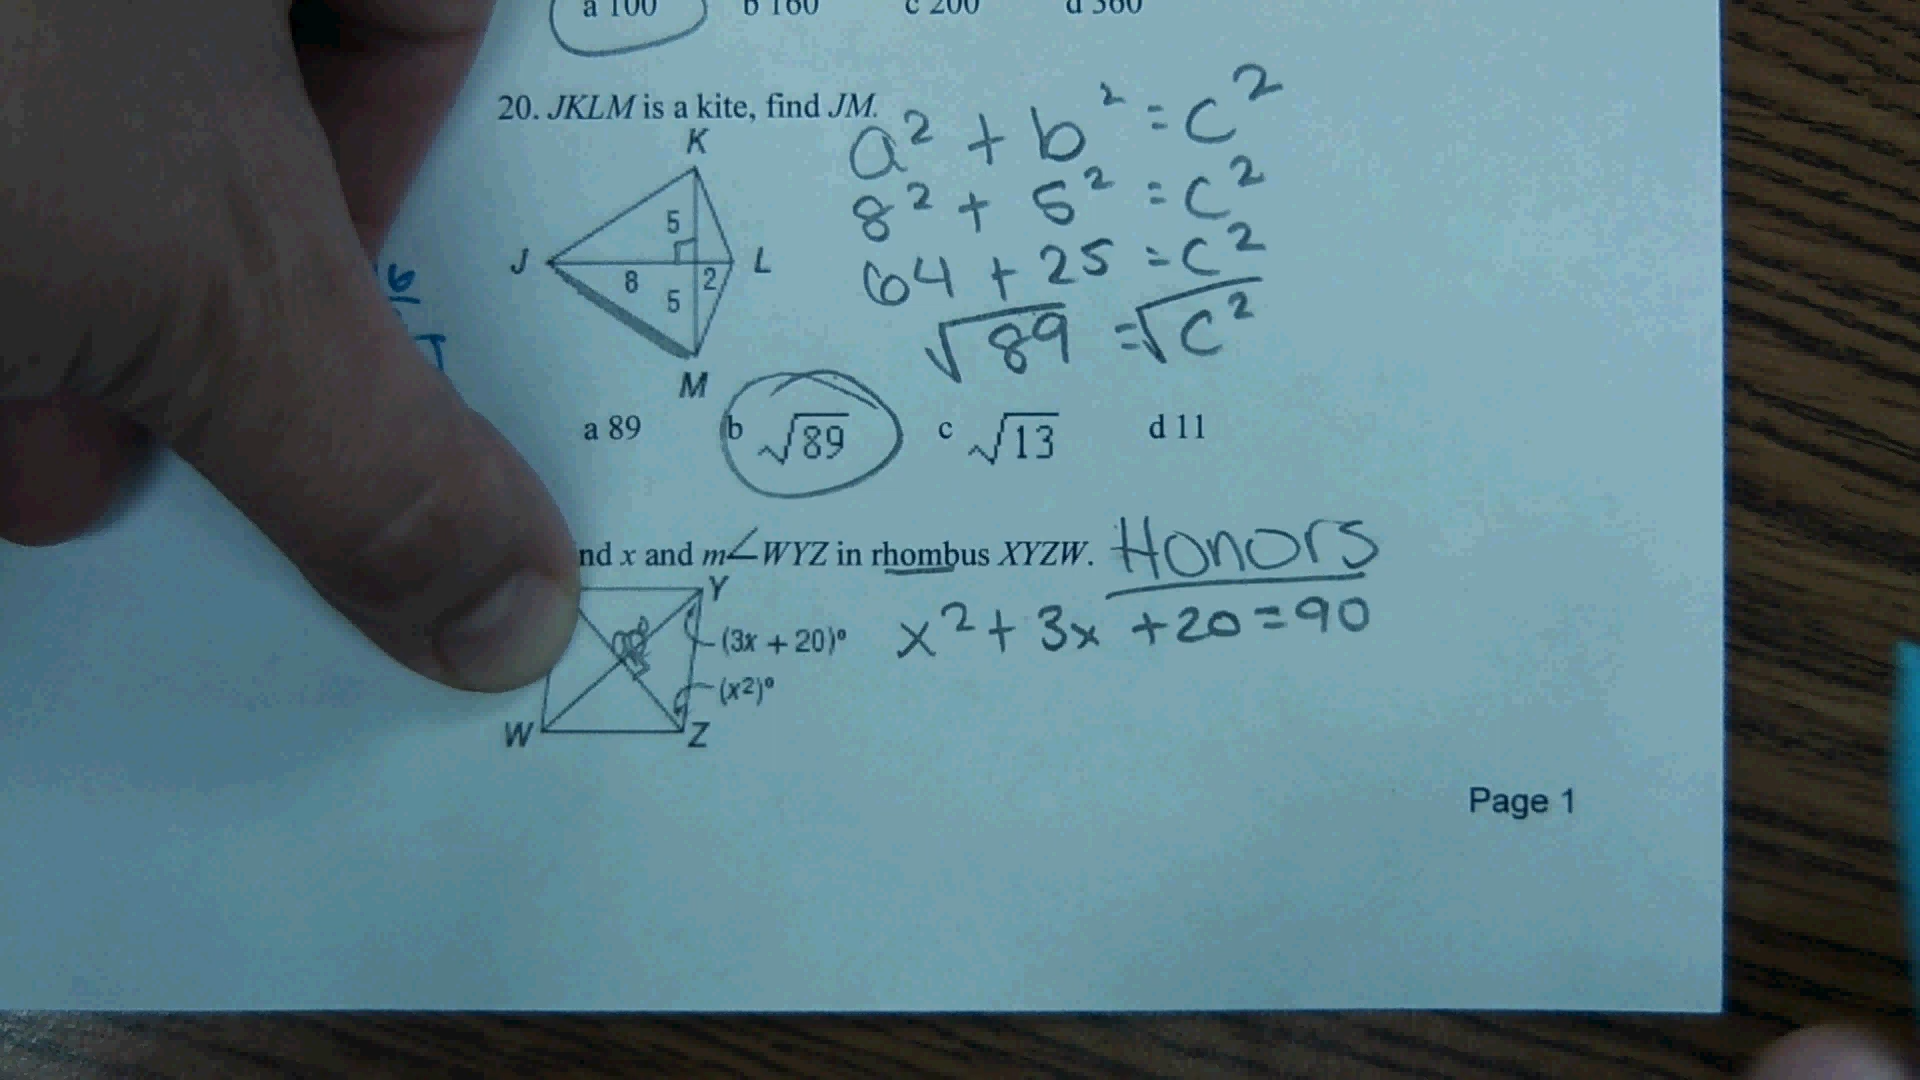 a 100 b 160 c 200 d 360
20. JKLM is a kite, find JM.
K
J
L
M
5
8
2
5
a² + b² = c²
8² + 5² = c²
64 + 25 = c²
√89 = √c²
a 89 b √89 c √13 d 11
nd x and m∠WYZ in rhombus XYZW. Honors
Y
(3x + 20)°
(x2)°
W
Z
x² + 3x + 20 = 90
Page 1